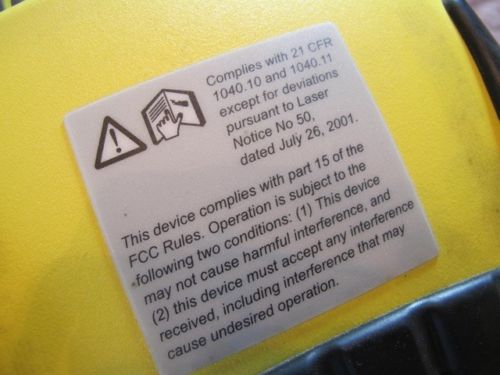 Complies with 21 CFR
1040.10 and 1040.11
except for deviations
pursuant to Laser
Notice No 50,
dated July 26, 2001.
This device complies with part 15 of the
FCC Rules. Operation is subject to the
following two conditions: (1) This device
may not cause harmful interference, and
(2) this device must accept any interference
received, including interference that may
cause undesired operation.